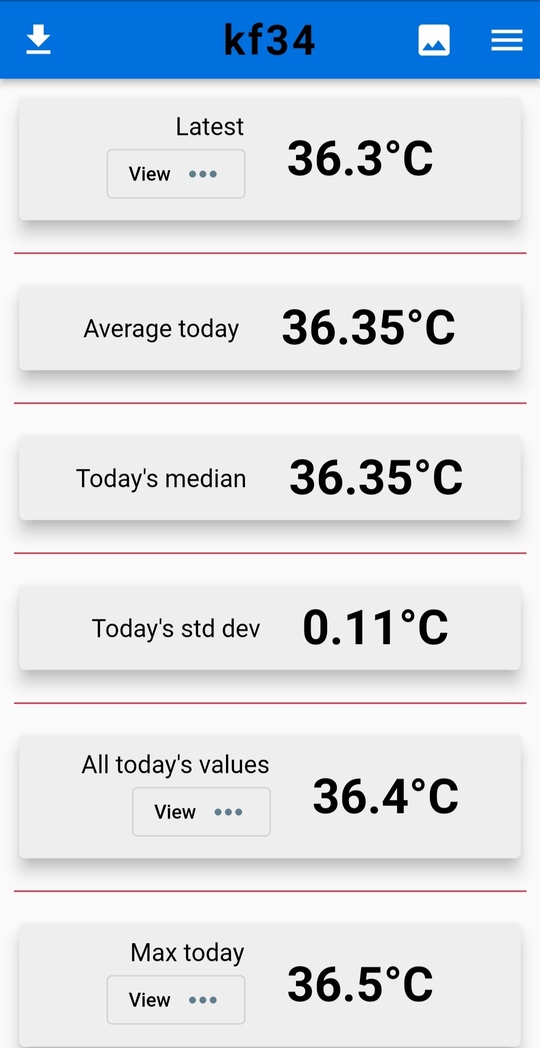 kf34
Latest
View
36.3°C
Average today
36.35°C
Today's median
36.35°C
Today's std dev
0.11°C
All today's values
View
36.4°C
Max today
View
36.5°C